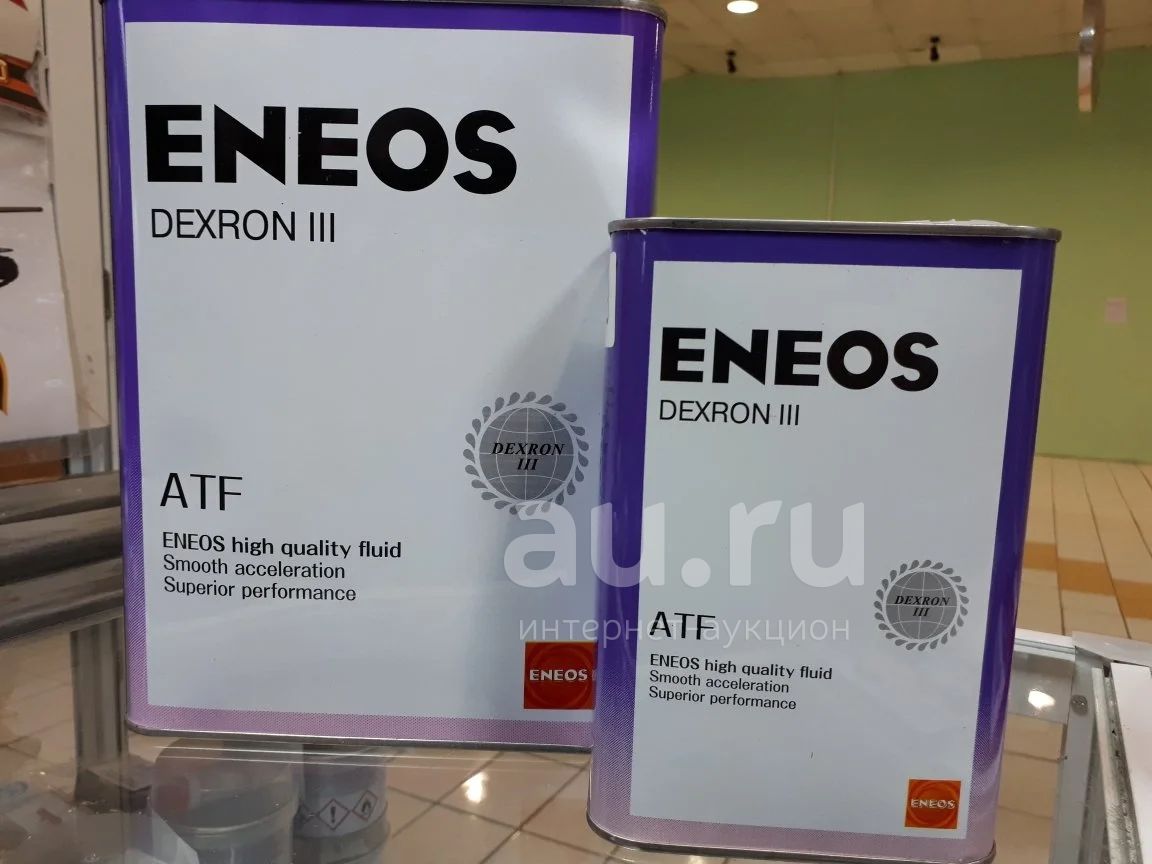 ENEOS
DEXRON III
DEXRON
III
ATF
ENEOS high quality fluid
Smooth acceleration
Superior performance
ENEOS
ENEOS
DEXRON III
DEXRON
III
ATF
ENEOS high quality fluid
Smooth acceleration
Superior performance
ENEOS
au.ru
интернет-аукцион